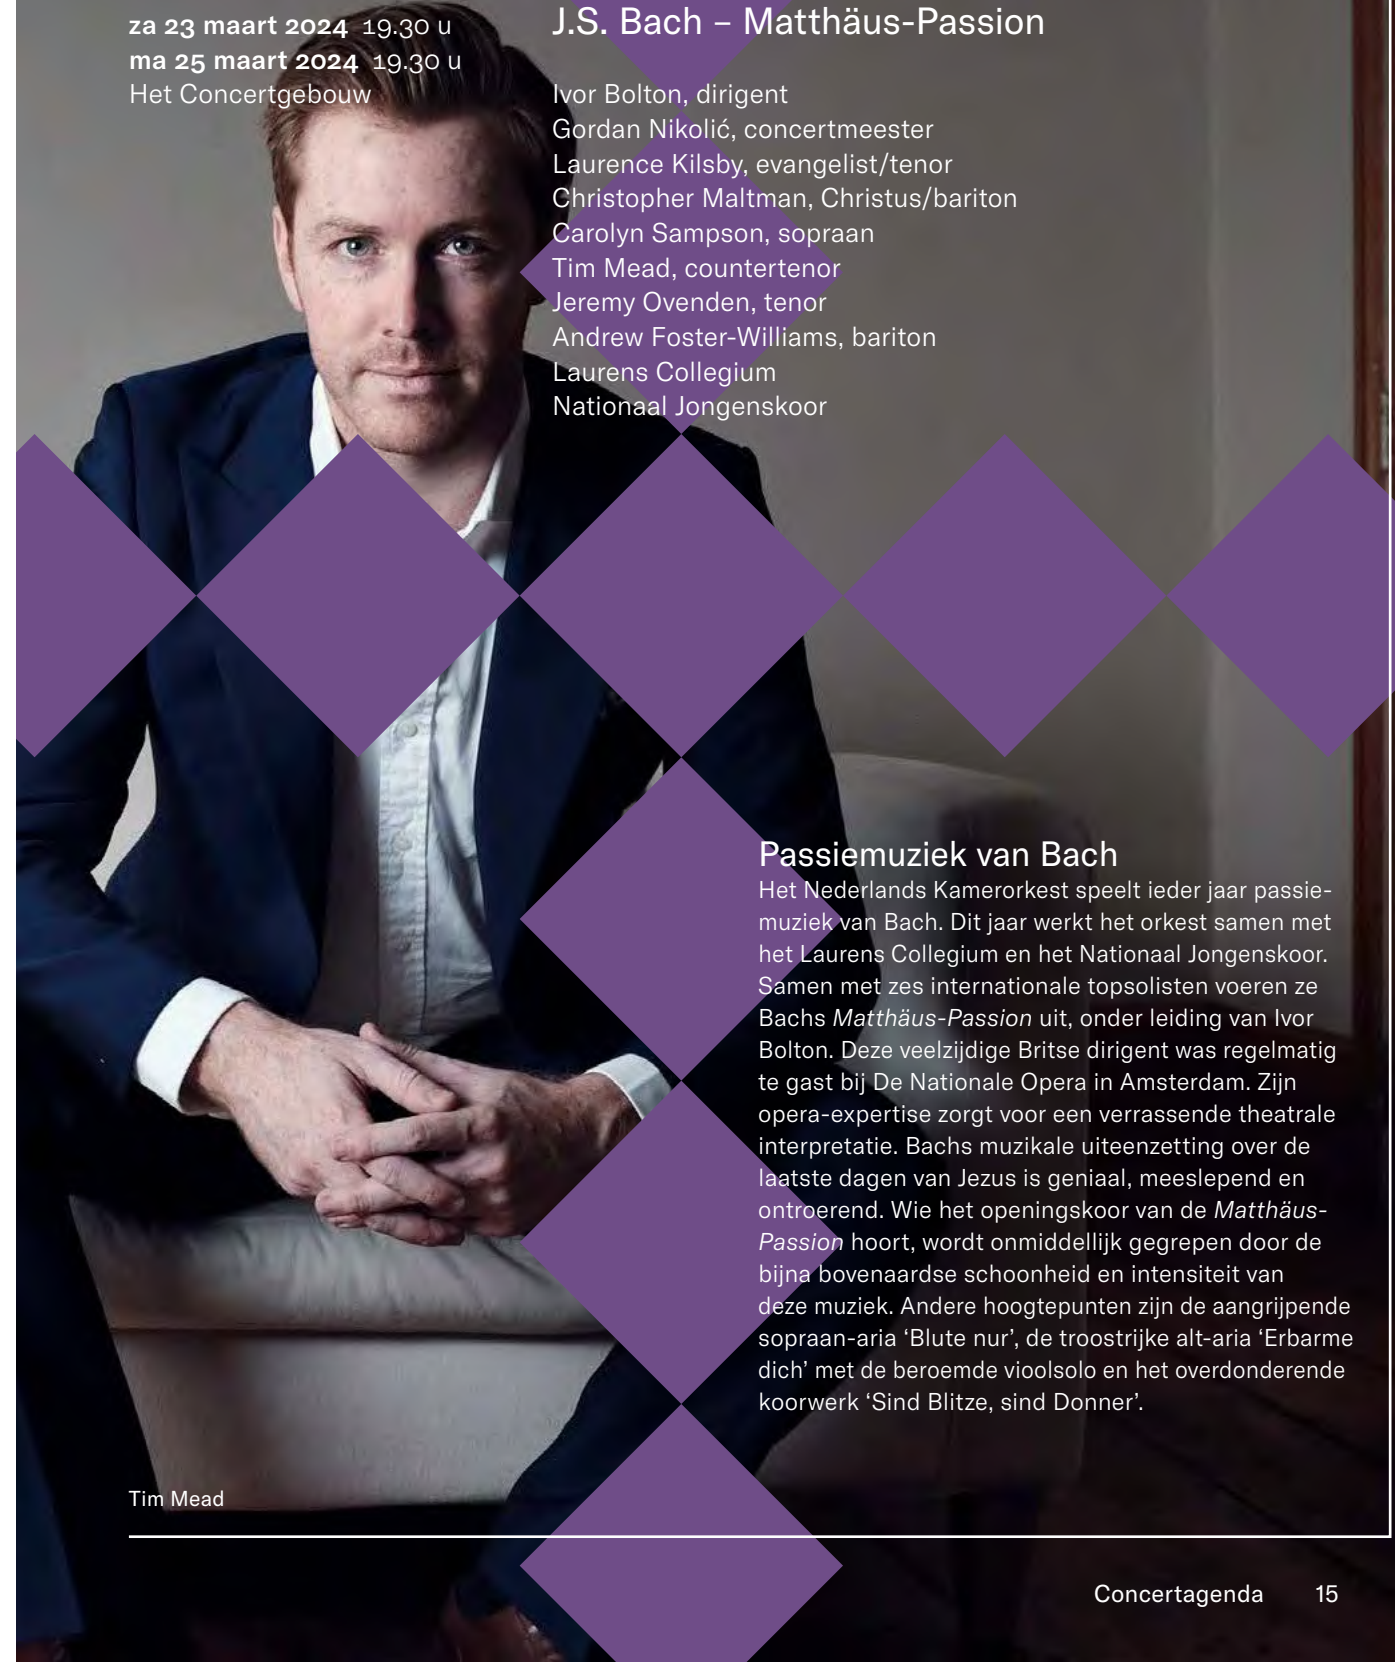 za 23 maart 2024 19.30 u
ma 25 maart 2024 19.30 u
Het Concertgebouw
J.S. Bach – Matthäus-Passion
Ivor Bolton, dirigent
Gordan Nikolić, concertmeester
Laurence Kilsby, evangelist/tenor
Christopher Maltman, Christus/bariton
Carolyn Sampson, sopraan
Tim Mead, countertenor
Jeremy Ovenden, tenor
Andrew Foster-Williams, bariton
Laurens Collegium
Nationaal Jongenskoor
Passiemuziek van Bach
Het Nederlands Kamerorkest speelt ieder jaar passie-
muziek van Bach. Dit jaar werkt het orkest samen met
het Laurens Collegium en het Nationaal Jongenskoor.
Samen met zes internationale topsolisten voeren ze
Bachs Matthäus-Passion uit, onder leiding van Ivor
Bolton. Deze veelzijdige Britse dirigent was regelmatig
te gast bij De Nationale Opera in Amsterdam. Zijn
opera-expertise zorgt voor een verrassende theatrale
interpretatie. Bachs muzikale uiteenzetting over de
laatste dagen van Jezus is geniaal, meeslepend en
ontroerend. Wie het openingskoor van de Matthäus-
Passion hoort, wordt onmiddellijk gegrepen door de
bijna bovenaardse schoonheid en intensiteit van
deze muziek. Andere hoogtepunten zijn de aangrijpende
sopraan-aria ‘Blute nur’, de troostrijke alt-aria ‘Erbarme
dich’ met de beroemde vioolsolo en het overdonderende
koorwerk ‘Sind Blitze, sind Donner’.
Tim Mead
Concertagenda 15